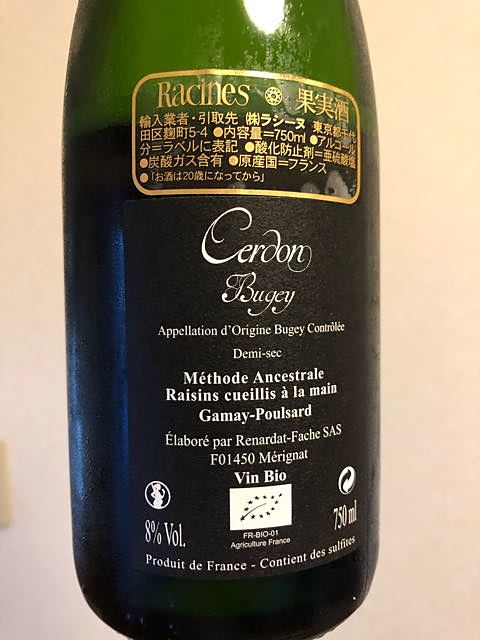 Racines 果実酒
輸入業者・引取先 ㈱ラシーヌ 東京都千代
田区麹町5-4 ●内容量=750ml ●アルコール
分=ラベルに表記 ●酸化防止剤=亜硫酸塩
●炭酸ガス含有 ●原産国=フランス
●「お酒は20歳になってから」
Cerdon
Bugey
Appellation d'Origine Bugey Contrôlée
Demi-sec
Méthode Ancestrale
Raisins cueillis à la main
Gamay-Poulsard
Élaboré par Renardat-Fache SAS
F01450 Mérignat
Vin Bio
8% Vol.
FR-BIO-01
Agriculture France
750 ml
Produit de France - Contient des sulfites